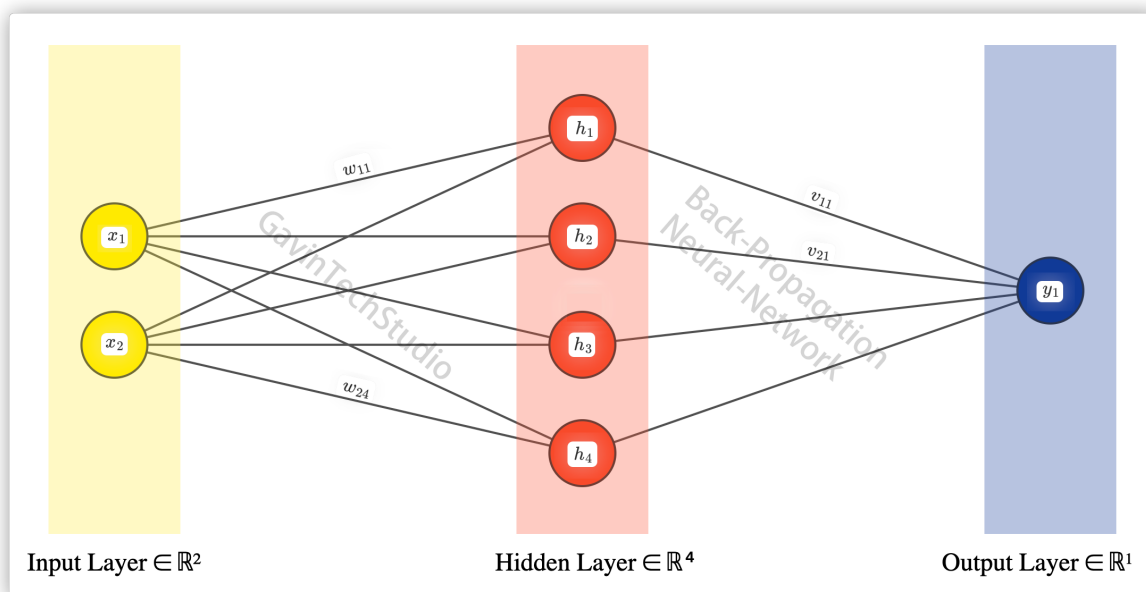 h₁
w₁₁
v₁₁
x₁
h₂
v₂₁
GavinTechStudio
Back-Propagation
Neural-Network
y₁
x₂
h₃
w₂₄
h₄
Input Layer ∈ ℝ²
Hidden Layer ∈ ℝ⁴
Output Layer ∈ ℝ¹